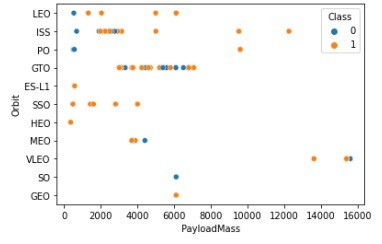 Class
0
1
LEO
ISS
PO
GTO
ES-L1
SSO
HEO
MEO
VLEO
SO
GEO
Orbit
0 2000 4000 6000 8000 10000 12000 14000 16000
PayloadMass